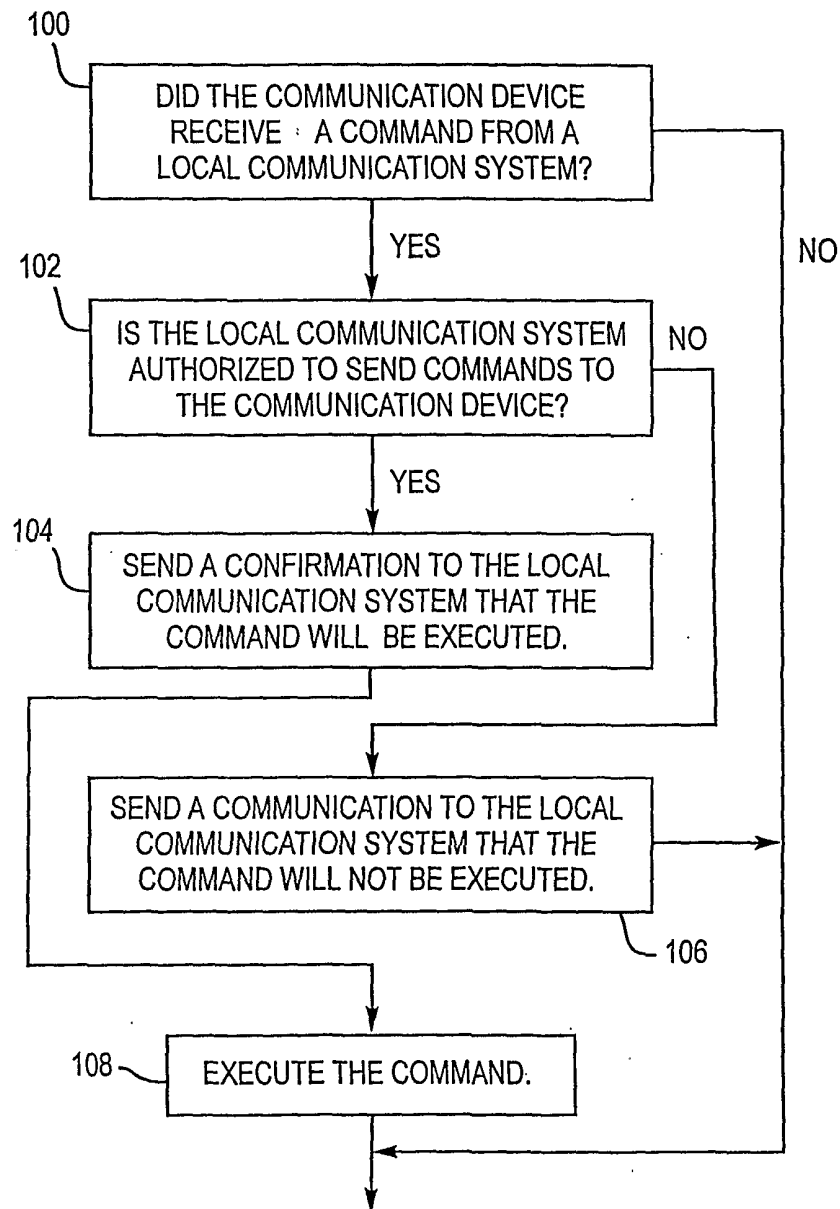 100
DID THE COMMUNICATION DEVICE
RECEIVE A COMMAND FROM A
LOCAL COMMUNICATION SYSTEM?
YES
NO
102
IS THE LOCAL COMMUNICATION SYSTEM
AUTHORIZED TO SEND COMMANDS TO
THE COMMUNICATION DEVICE?
NO
YES
104
SEND A CONFIRMATION TO THE LOCAL
COMMUNICATION SYSTEM THAT THE
COMMAND WILL BE EXECUTED.
SEND A COMMUNICATION TO THE LOCAL
COMMUNICATION SYSTEM THAT THE
COMMAND WILL NOT BE EXECUTED.
106
108
EXECUTE THE COMMAND.